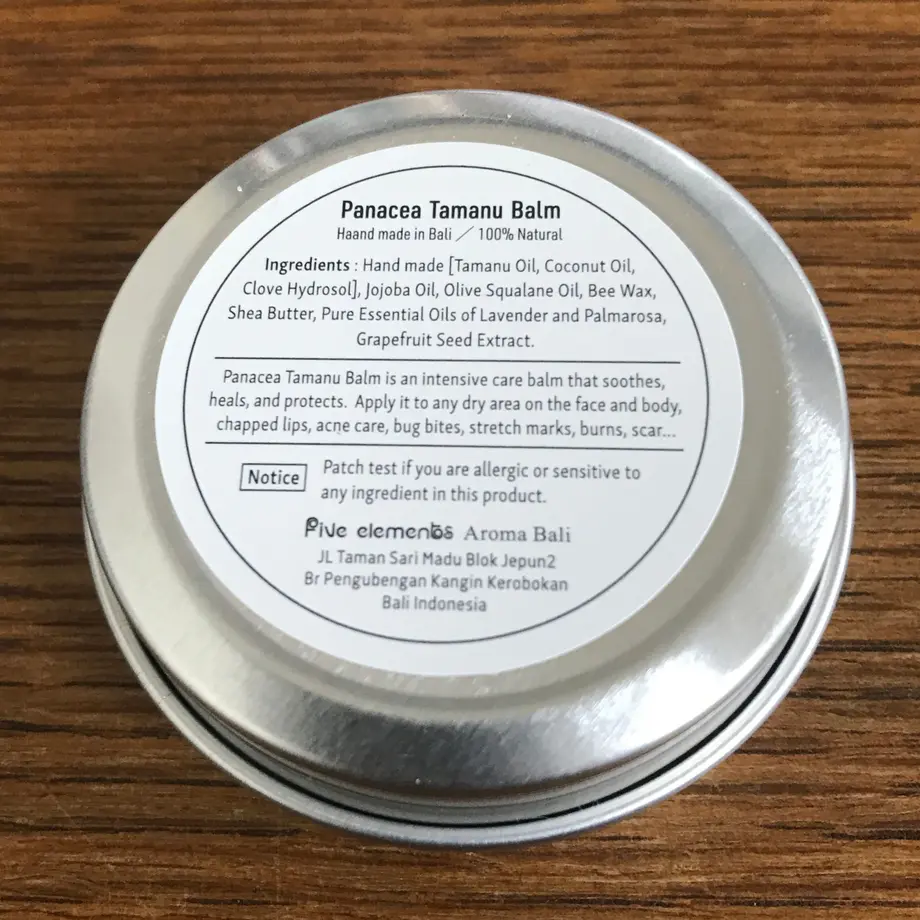 Panacea Tamanu Balm
Haand made in Bali / 100% Natural
Ingredients : Hand made [Tamanu Oil, Coconut Oil,
Clove Hydrosol], Jojoba Oil, Olive Squalane Oil, Bee Wax,
Shea Butter, Pure Essential Oils of Lavender and Palmarosa,
Grapefruit Seed Extract.
Panacea Tamanu Balm is an intensive care balm that soothes,
heals, and protects. Apply it to any dry area on the face and body,
chapped lips, acne care, bug bites, stretch marks, burns, scar...
Notice Patch test if you are allergic or sensitive to
any ingredient in this product.
Five elements Aroma Bali
JL Taman Sari Madu Blok Jepun2
Br Pengubengan Kangin Kerobokan
Bali Indonesia